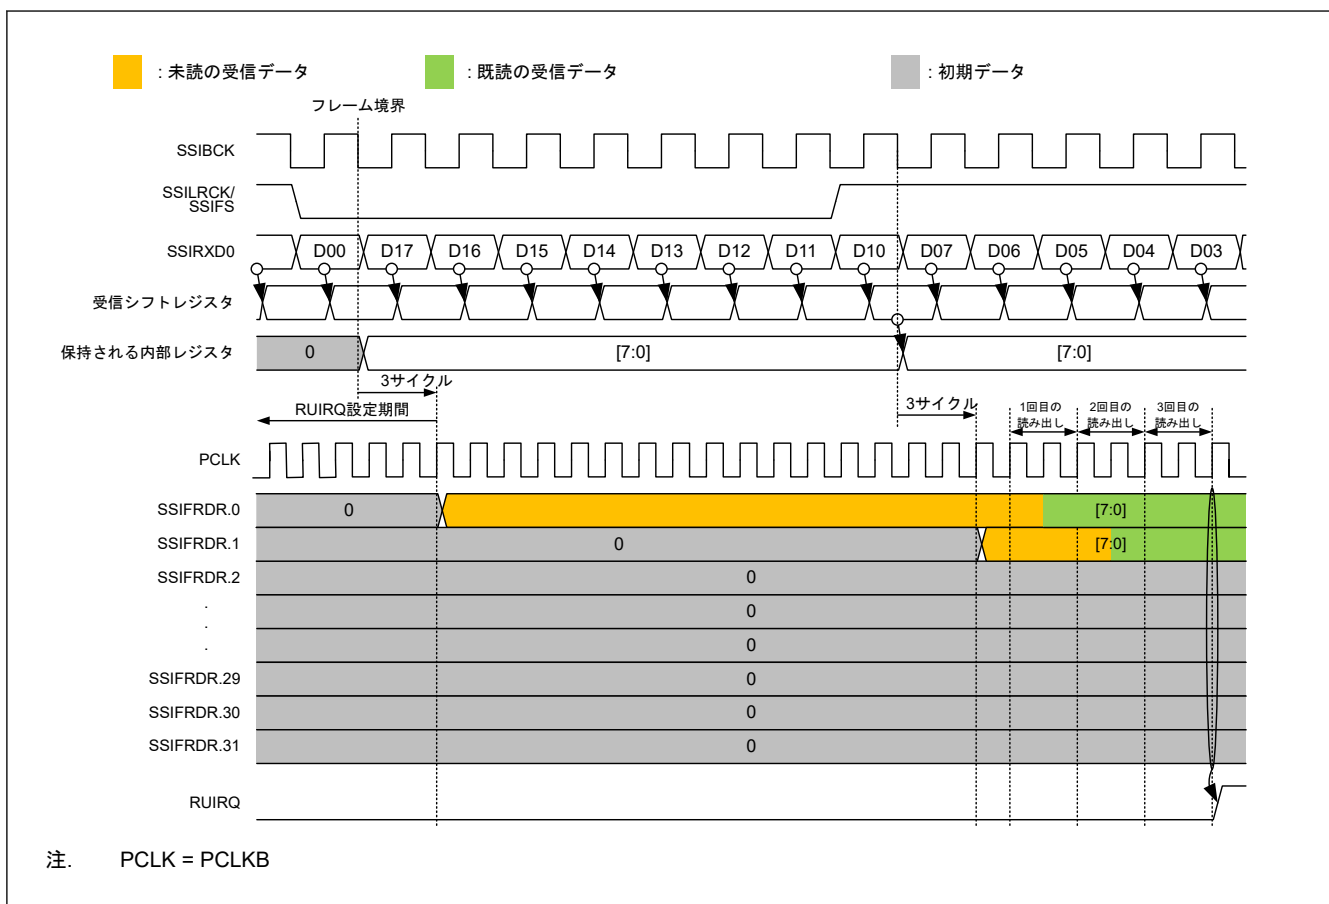 : 未読の受信データ
: 既読の受信データ
: 初期データ
フレーム境界
SSIBCK
SSILRCK/
SSIFS
SSIRXD0
D00 D17 D16 D15 D14 D13 D12 D11 D10 D07 D06 D05 D04 D03
受信シフトレジスタ
保持される内部レジスタ
0 [7:0] [7:0]
3サイクル
RUIRQ設定期間
3サイクル
1回目の
読み出し
2回目の
読み出し
3回目の
読み出し
PCLK
SSIFRDR.0 0 [7:0]
SSIFRDR.1 0 [7:0]
SSIFRDR.2 0
. 0
.
. 0
SSIFRDR.29 0
SSIFRDR.30 0
SSIFRDR.31 0
RUIRQ
注. PCLK = PCLKB